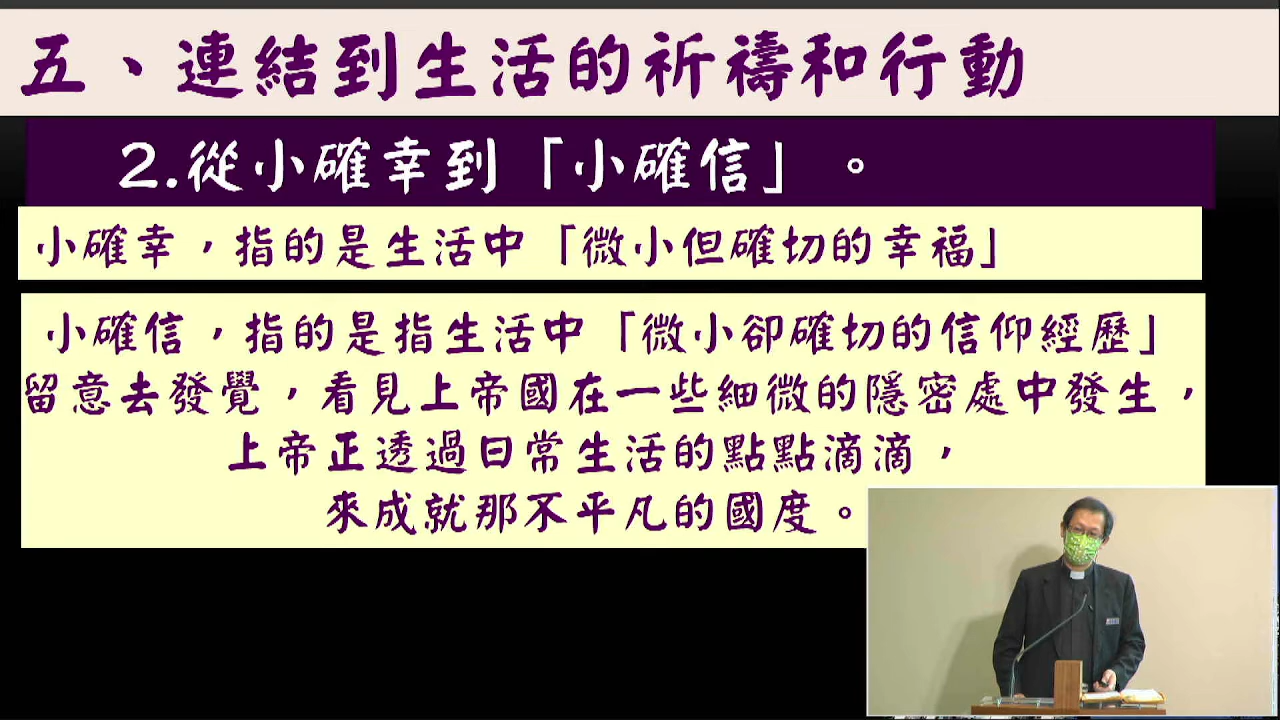 五、連結到生活的祈禱和行動
2.從小確幸到「小確信」。
小確幸，指的是生活中「微小但確切的幸福」
小確信，指的是指生活中「微小卻確切的信仰經歷」
留意去發覺，看見上帝國在一些細微的隱密處中發生，
上帝正透過日常生活的點點滴滴，
來成就那不平凡的國度。